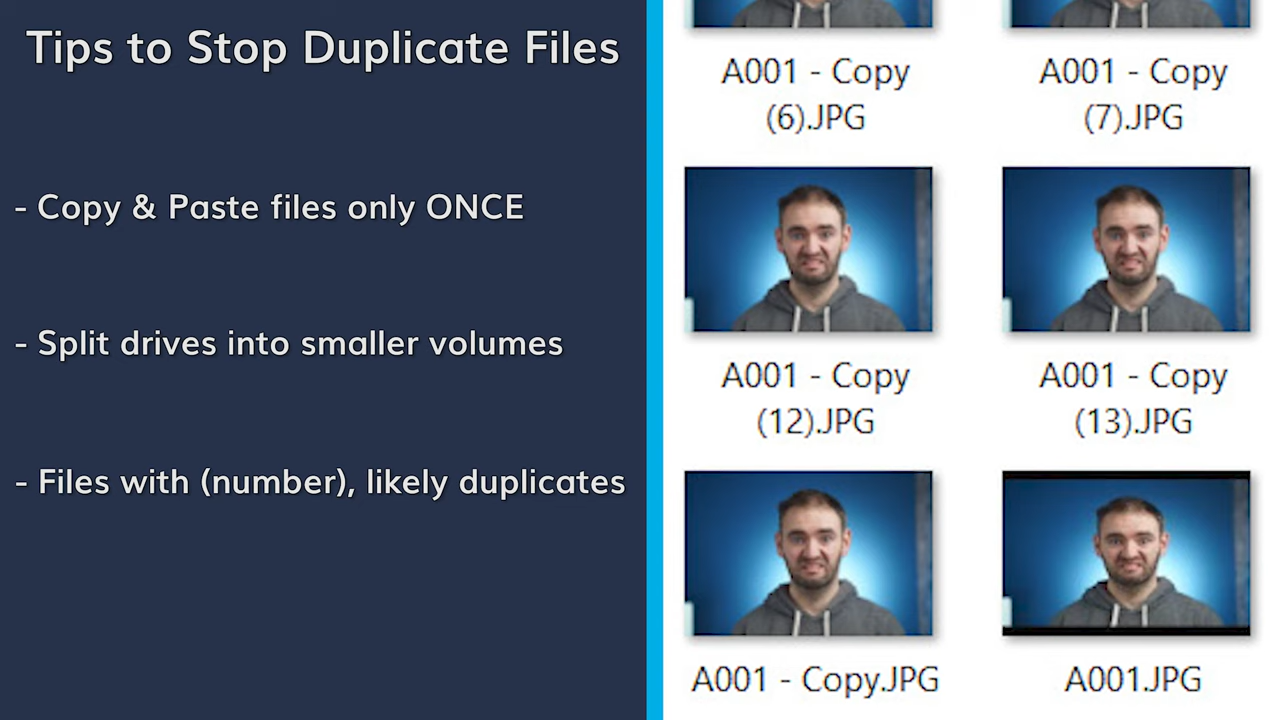 Tips to Stop Duplicate Files
- Copy & Paste files only ONCE
- Split drives into smaller volumes
- Files with (number), likely duplicates
A001 - Copy
(6).JPG
A001 - Copy
(7).JPG
A001 - Copy
(12).JPG
A001 - Copy
(13).JPG
A001 - Copy.JPG
A001.JPG